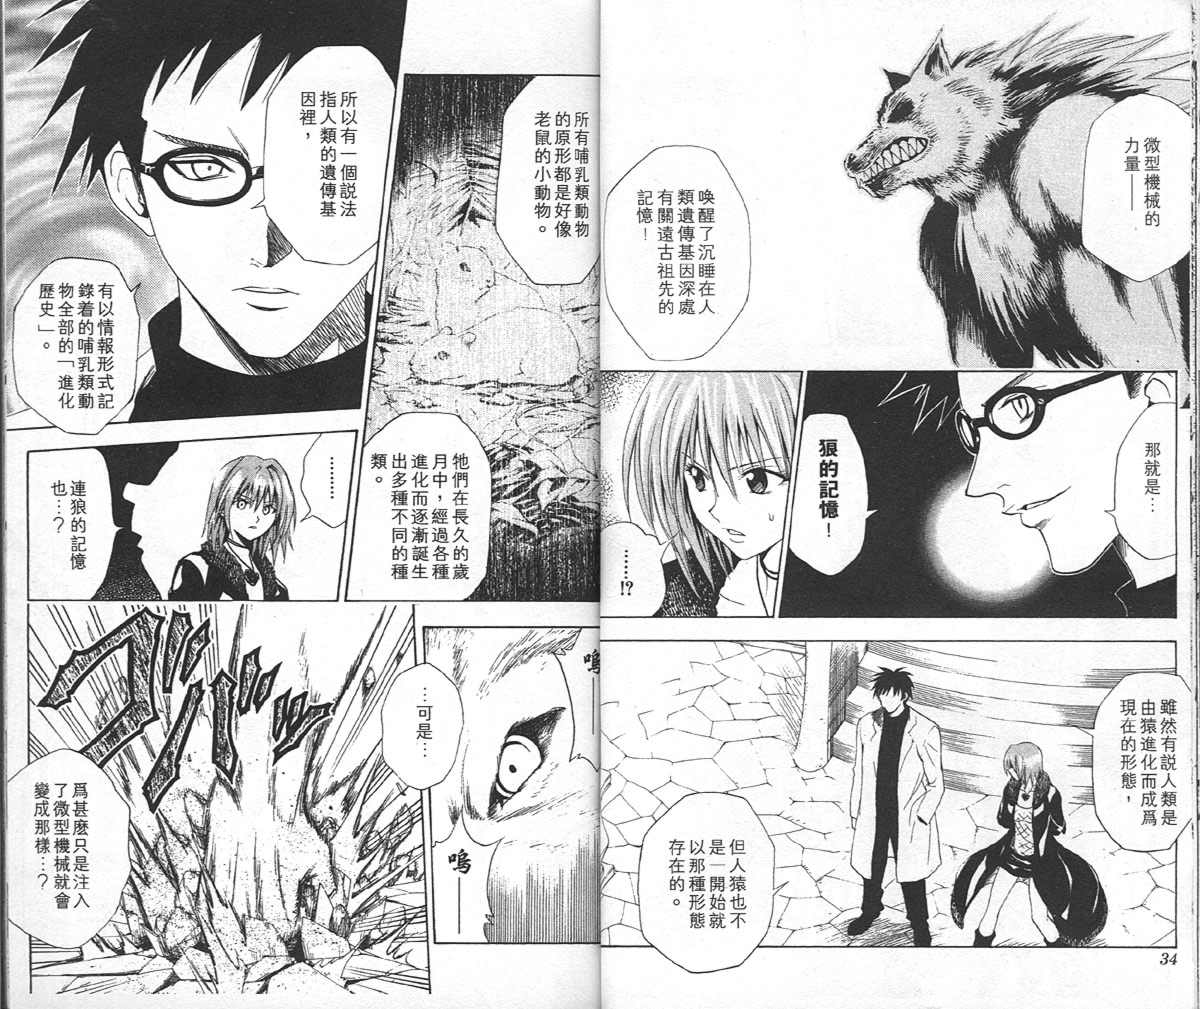 微型機械的
力量——
喚醒了沉睡在人
類遺傳基因深處
有關遠古祖先的
記憶！
那就是…
狼的記憶！
……!?
雖然有説人類是
由猿進化而成爲
現在的形態，
但人猿也不
是一開始就
以那種形態
存在的。
34
所有哺乳類動物
的原形都是好像
老鼠的小動物。
牠們在長久的歲
月中，經過各種
進化而逐漸誕生
出多種不同的種
類。
所以有一個説法
指人類的遺傳基
因裡，
有以情報形式記
錄着的哺乳類動
物全部的「進化
歷史」。
………
連狼的記憶
也…？
嗚——
嗚——
…可是…
ゴバッ
爲甚麽只是注入
了微型機械就會
變成那樣…？